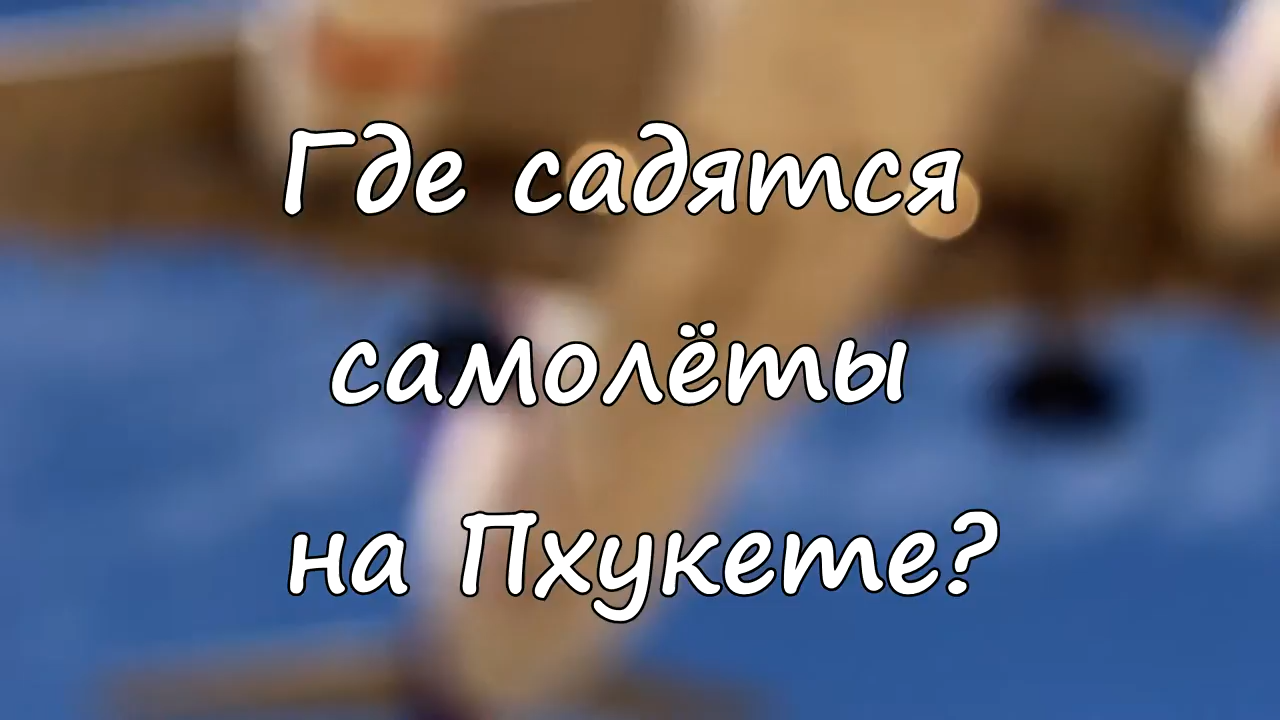 Где садятся
самолёты
на Пхукете?